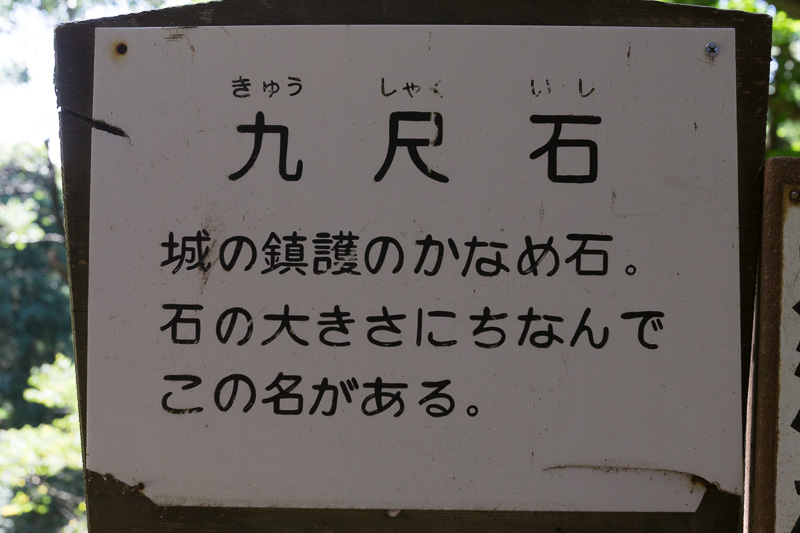 きゅう しゃく いし
九 尺 石
城の鎮護のかなめ石。
石の大きさにちなんで
この名がある。